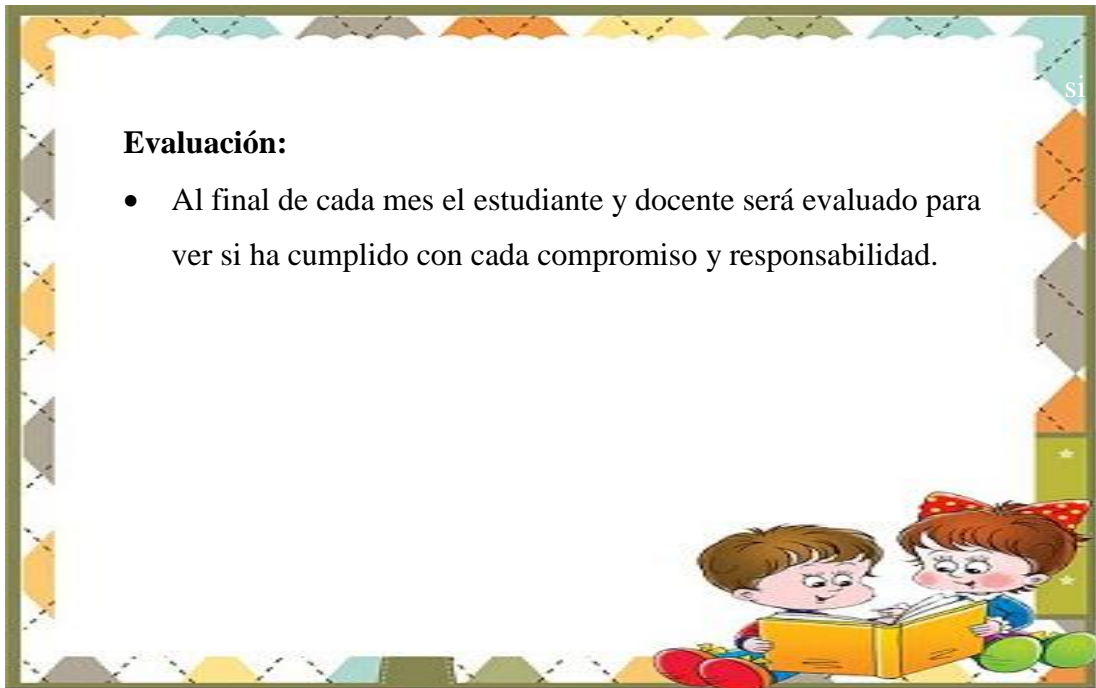 si
Evaluación:
• Al final de cada mes el estudiante y docente será evaluado para
ver si ha cumplido con cada compromiso y responsabilidad.